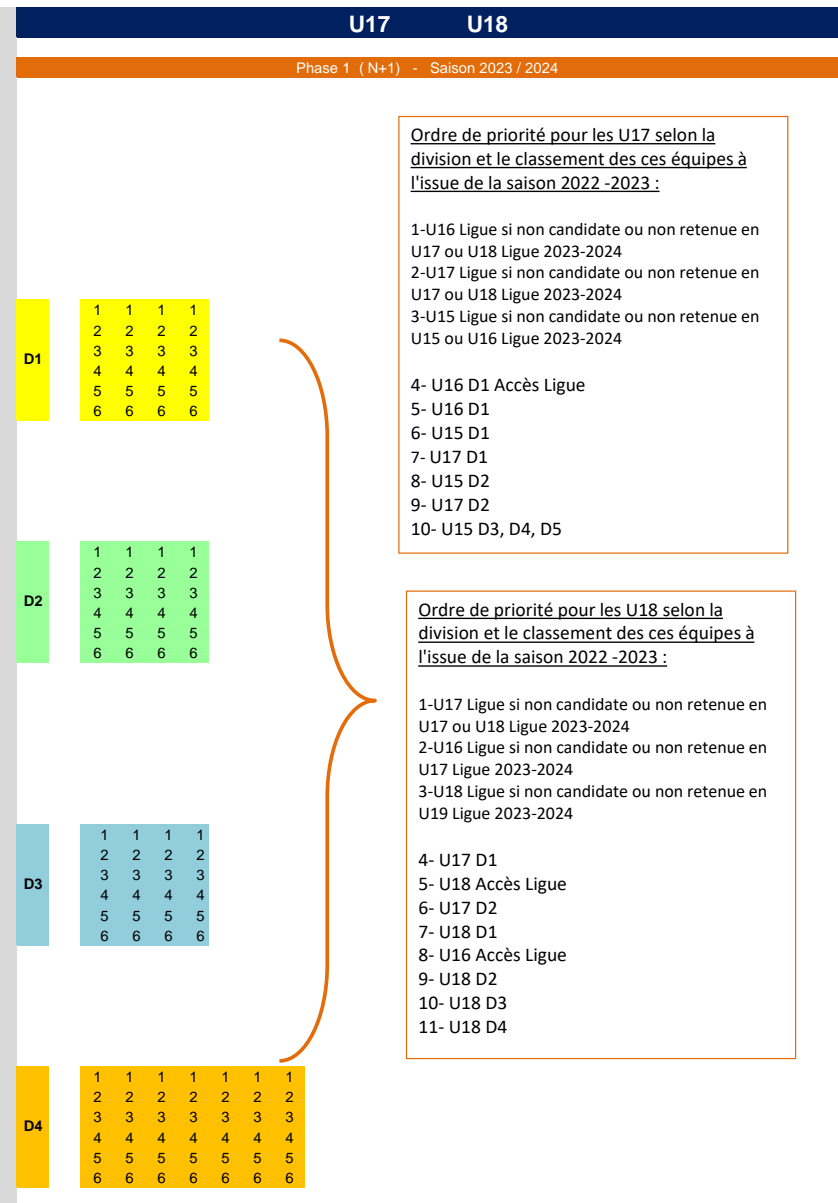 U17 U18
Phase 1 ( N+1) - Saison 2023 / 2024
Ordre de priorité pour les U17 selon la
division et le classement des ces équipes à
l'issue de la saison 2022 -2023 :
1-U16 Ligue si non candidate ou non retenue en
U17 ou U18 Ligue 2023-2024
2-U17 Ligue si non candidate ou non retenue en
U17 ou U18 Ligue 2023-2024
3-U15 Ligue si non candidate ou non retenue en
U15 ou U16 Ligue 2023-2024
4- U16 D1 Accès Ligue
5- U16 D1
6- U15 D1
7- U17 D1
8- U15 D2
9- U17 D2
10- U15 D3, D4, D5
D1
1 1 1 1
2 2 2 2
3 3 3 3
4 4 4 4
5 5 5 5
6 6 6 6
D2
1 1 1 1
2 2 2 2
3 3 3 3
4 4 4 4
5 5 5 5
6 6 6 6
Ordre de priorité pour les U18 selon la
division et le classement des ces équipes à
l'issue de la saison 2022 -2023 :
1-U17 Ligue si non candidate ou non retenue en
U17 ou U18 Ligue 2023-2024
2-U16 Ligue si non candidate ou non retenue en
U17 Ligue 2023-2024
3-U18 Ligue si non candidate ou non retenue en
U19 Ligue 2023-2024
4- U17 D1
5- U18 Accès Ligue
6- U17 D2
7- U18 D1
8- U16 Accès Ligue
9- U18 D2
10- U18 D3
11- U18 D4
D3
1 1 1 1
2 2 2 2
3 3 3 3
4 4 4 4
5 5 5 5
6 6 6 6
D4
1 1 1 1 1 1 1
2 2 2 2 2 2 2
3 3 3 3 3 3 3
4 4 4 4 4 4 4
5 5 5 5 5 5 5
6 6 6 6 6 6 6